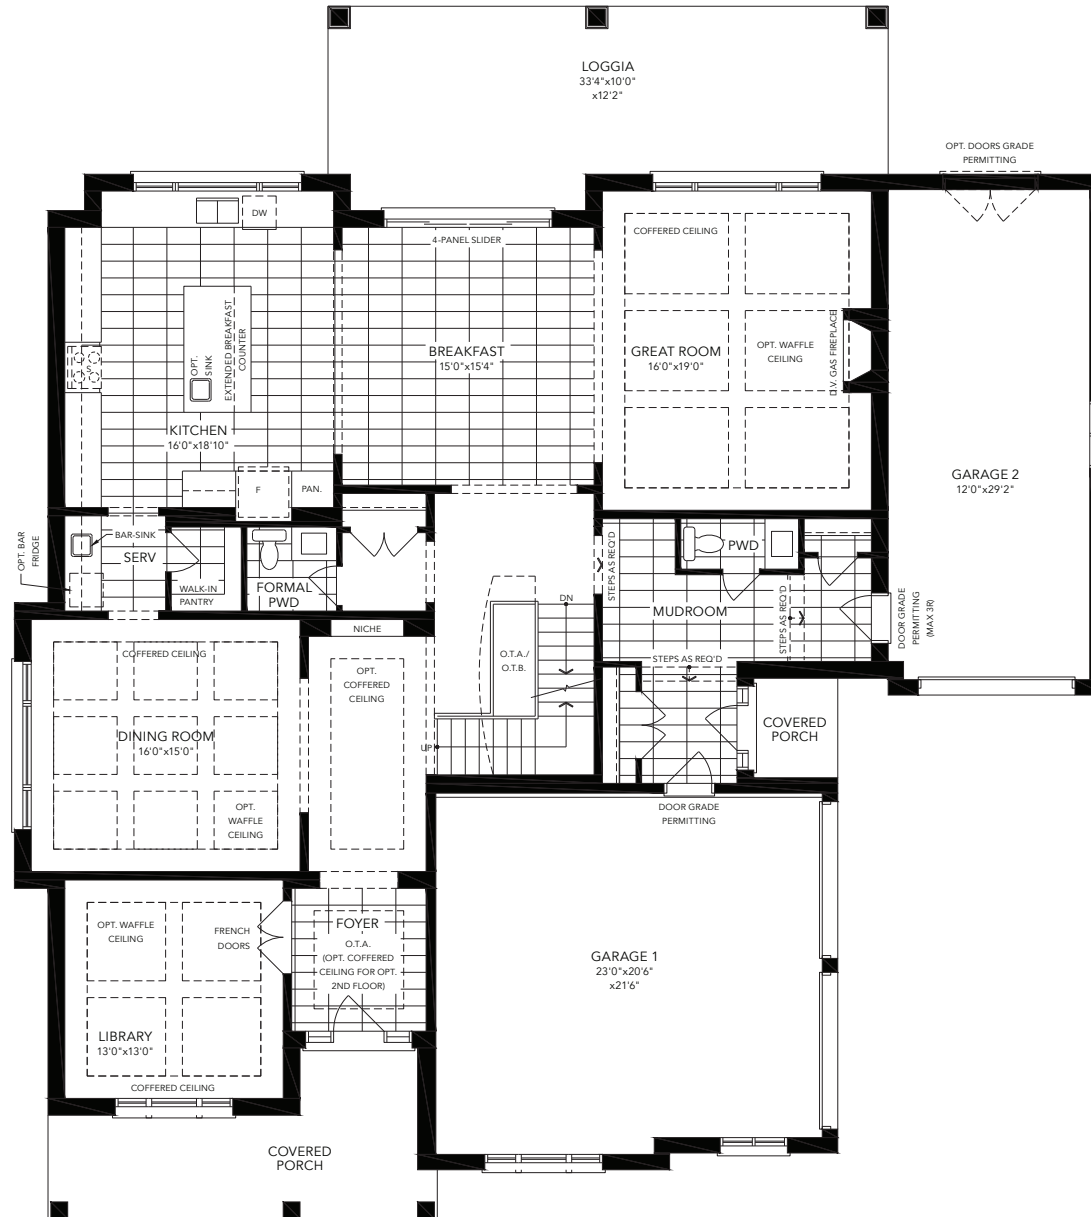 LOGGIA
33'4"x10'0"
x12'2"
OPT. DOORS GRADE
PERMITTING
DW
4-PANEL SLIDER
COFFERED CEILING
S
OPT.
SINK
EXTENDED BREAKFAST
COUNTER
BREAKFAST
15'0"x15'4"
GREAT ROOM
16'0"x19'0"
OPT. WAFFLE
CEILING
D.V. GAS FIREPLACE
KITCHEN
16'0"x18'10"
F
PAN.
GARAGE 2
12'0"x29'2"
OPT. BAR
FRIDGE
BAR-SINK
SERV
WALK-IN
PANTRY
FORMAL
PWD
STEPS AS REQ'D
PWD
MUDROOM
STEPS AS REQ'D
DOOR GRADE
PERMITTING
(MAX 3R)
DN
NICHE
O.T.A./
O.T.B.
STEPS AS REQ'D
COFFERED CEILING
OPT.
COFFERED
CEILING
DINING ROOM
16'0"x15'0"
UP
COVERED
PORCH
OPT.
WAFFLE
CEILING
DOOR GRADE
PERMITTING
OPT. WAFFLE
CEILING
FRENCH
DOORS
FOYER
O.T.A.
(OPT. COFFERED
CEILING FOR OPT.
2ND FLOOR)
GARAGE 1
23'0"x20'6"
x21'6"
LIBRARY
13'0"x13'0"
COFFERED CEILING
COVERED
PORCH